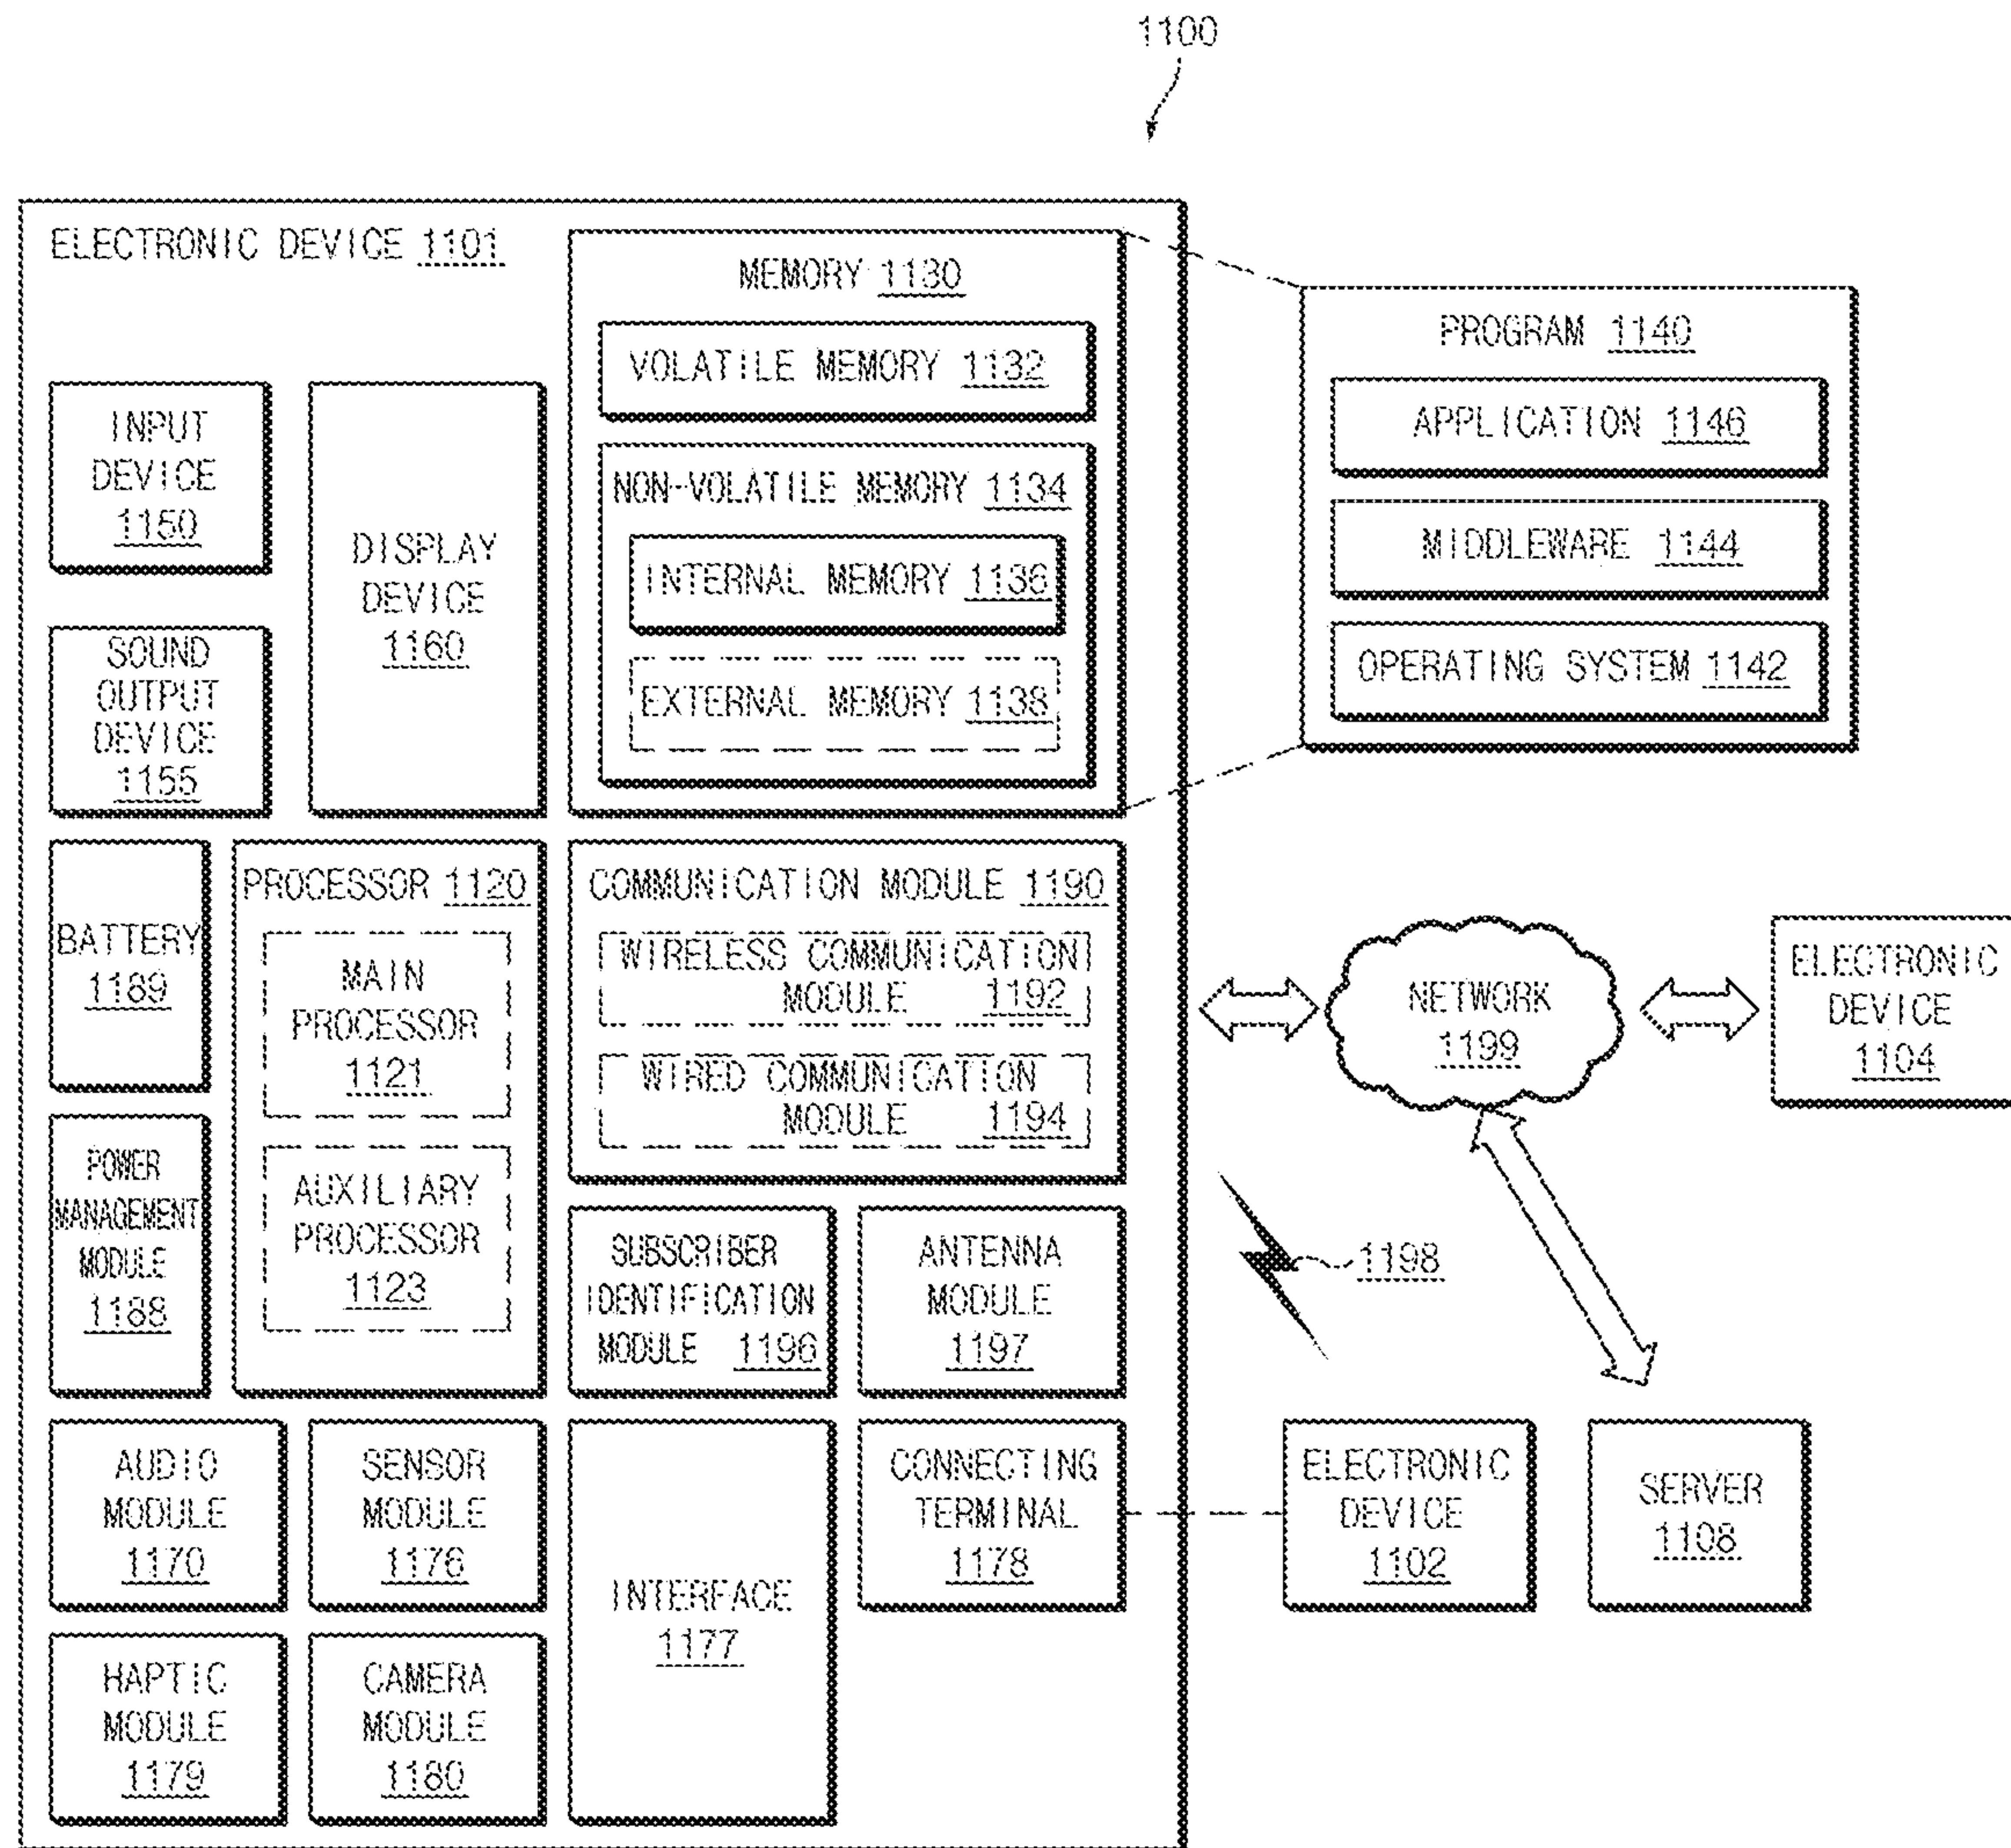 1100
ELECTRONIC DEVICE 1101
MEMORY 1130
VOLATILE MEMORY 1132
NON-VOLATILE MEMORY 1134
INTERNAL MEMORY 1136
EXTERNAL MEMORY 1138
PROGRAM 1140
APPLICATION 1146
MIDDLEWARE 1144
OPERATING SYSTEM 1142
INPUT
DEVICE
1150
DISPLAY
DEVICE
1160
SOUND
OUTPUT
DEVICE
1155
BATTERY
1189
PROCESSOR 1120
MAIN
PROCESSOR
1121
AUXILIARY
PROCESSOR
1123
POWER
MANAGEMENT
MODULE
1188
COMMUNICATION MODULE 1190
WIRELESS COMMUNICATION
MODULE 1192
WIRED COMMUNICATION
MODULE 1194
SUBSCRIBER
IDENTIFICATION
MODULE 1196
ANTENNA
MODULE
1197
NETWORK
1199
ELECTRONIC
DEVICE
1104
1198
AUDIO
MODULE
1170
SENSOR
MODULE
1176
INTERFACE
1177
CONNECTING
TERMINAL
1178
ELECTRONIC
DEVICE
1102
SERVER
1108
HAPTIC
MODULE
1179
CAMERA
MODULE
1180